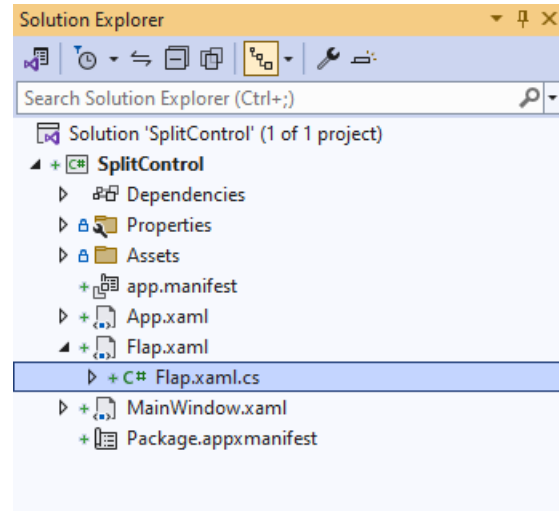 Solution Explorer
Search Solution Explorer (Ctrl+;)
Solution 'SplitControl' (1 of 1 project)
+ C# SplitControl
Dependencies
Properties
Assets
+ app.manifest
+ App.xaml
+ Flap.xaml
+ C# Flap.xaml.cs
+ MainWindow.xaml
+ Package.appxmanifest